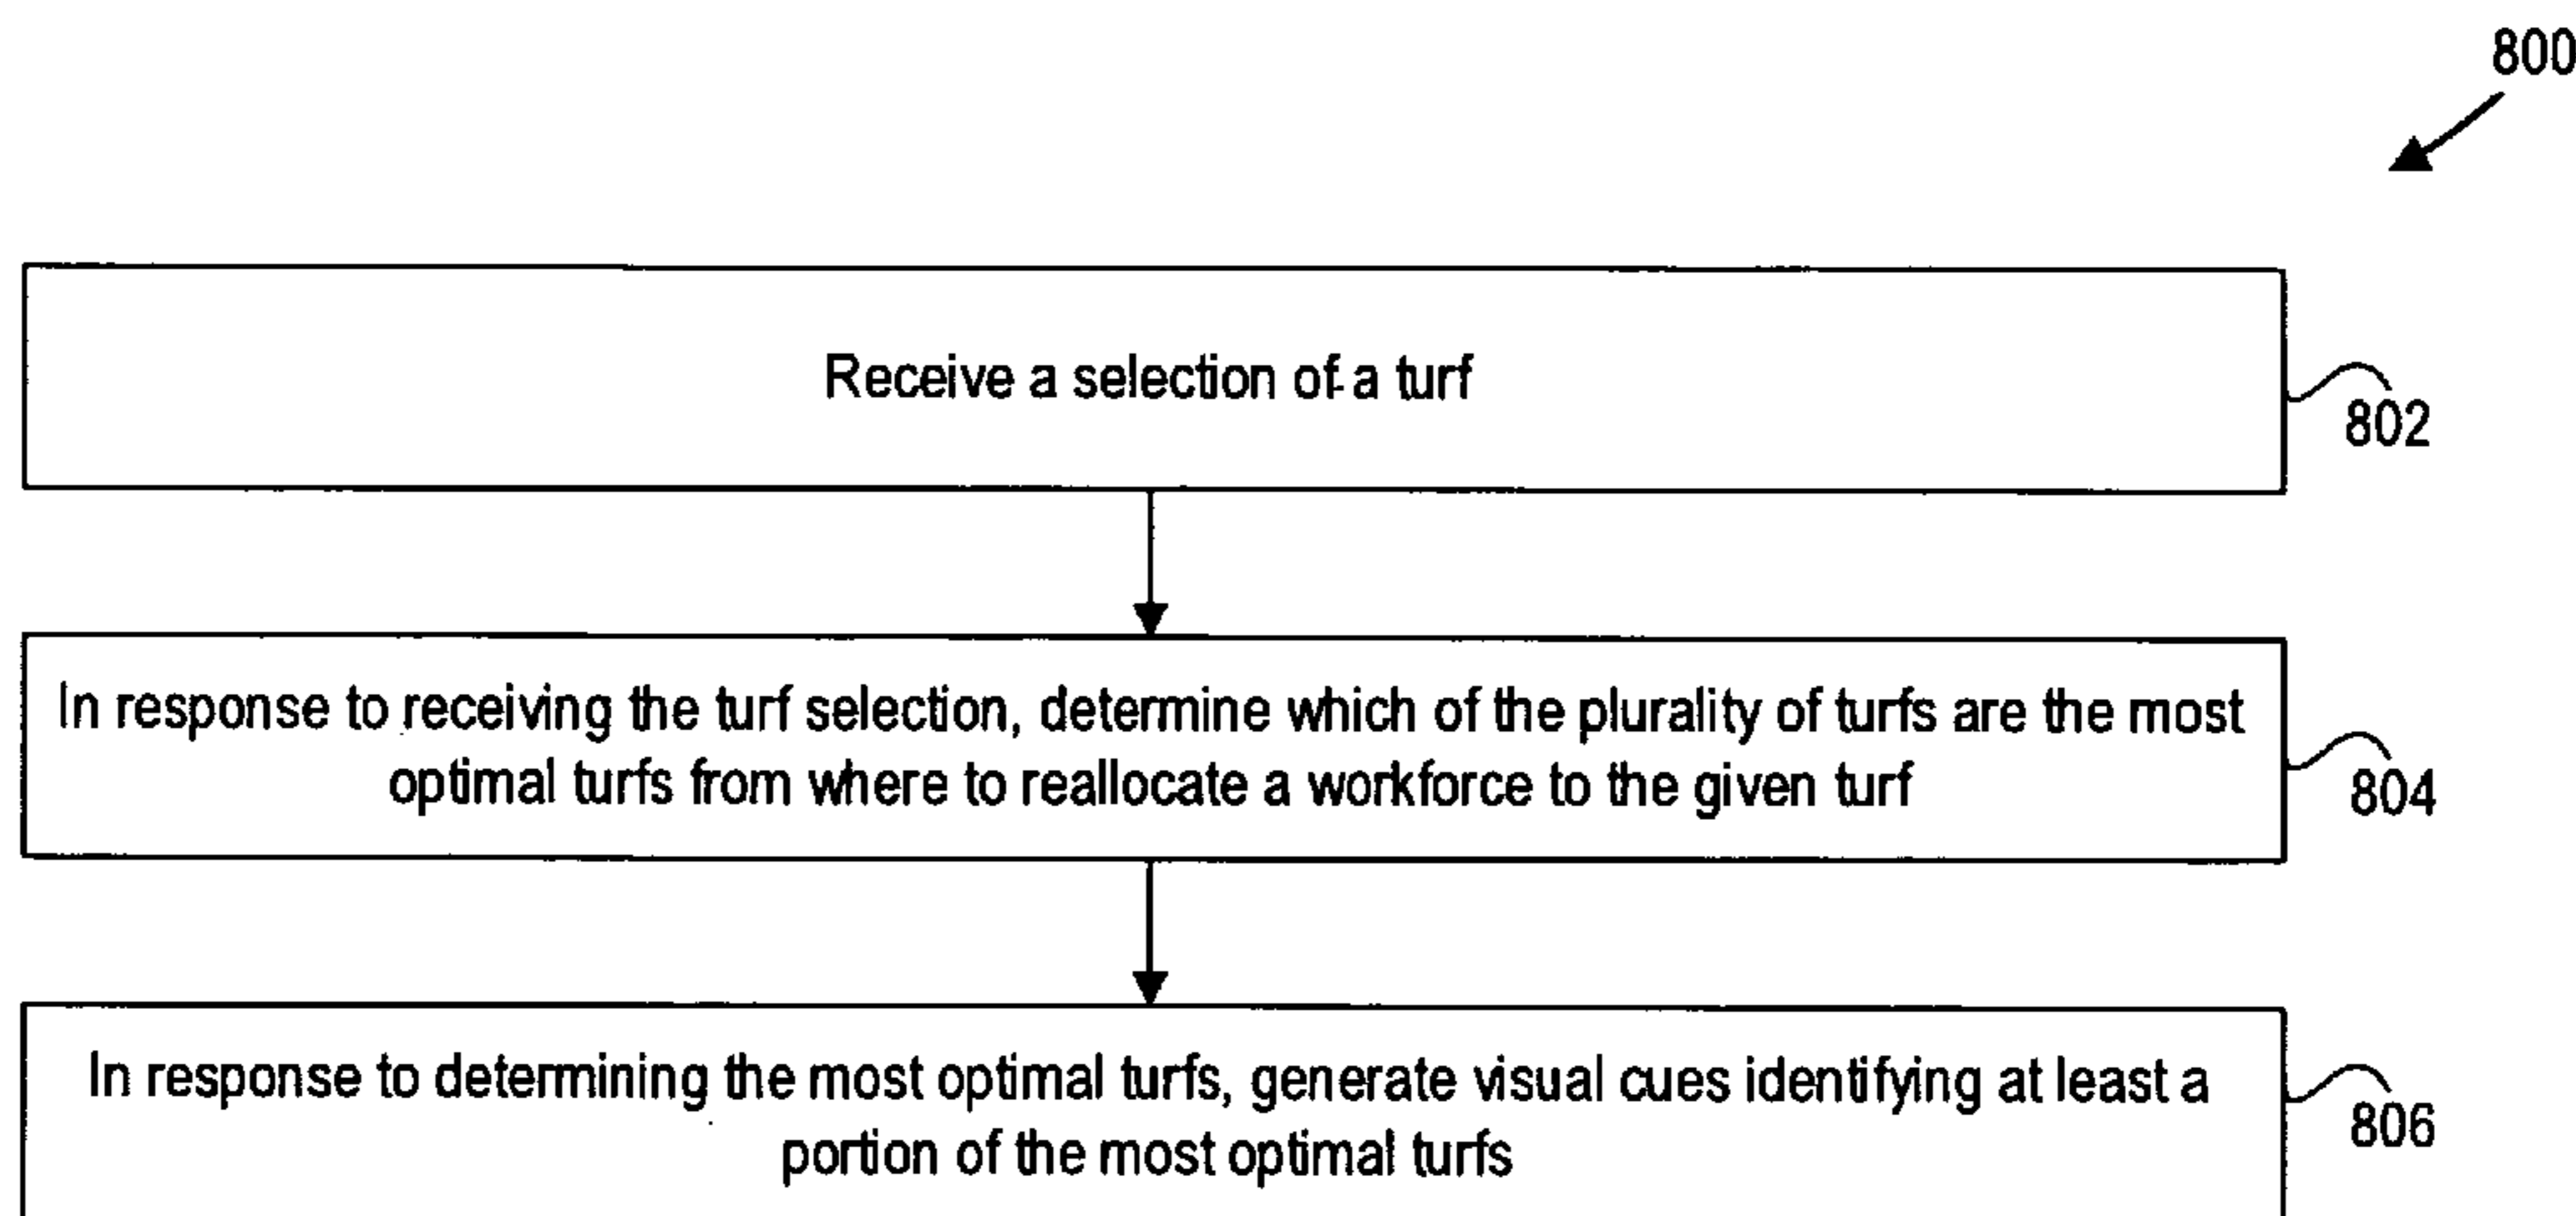 800
Receive a selection of a turf
802
In response to receiving the turf selection, determine which of the plurality of turfs are the most
optimal turfs from where to reallocate a workforce to the given turf
804
In response to determining the most optimal turfs, generate visual cues identifying at least a
portion of the most optimal turfs
806